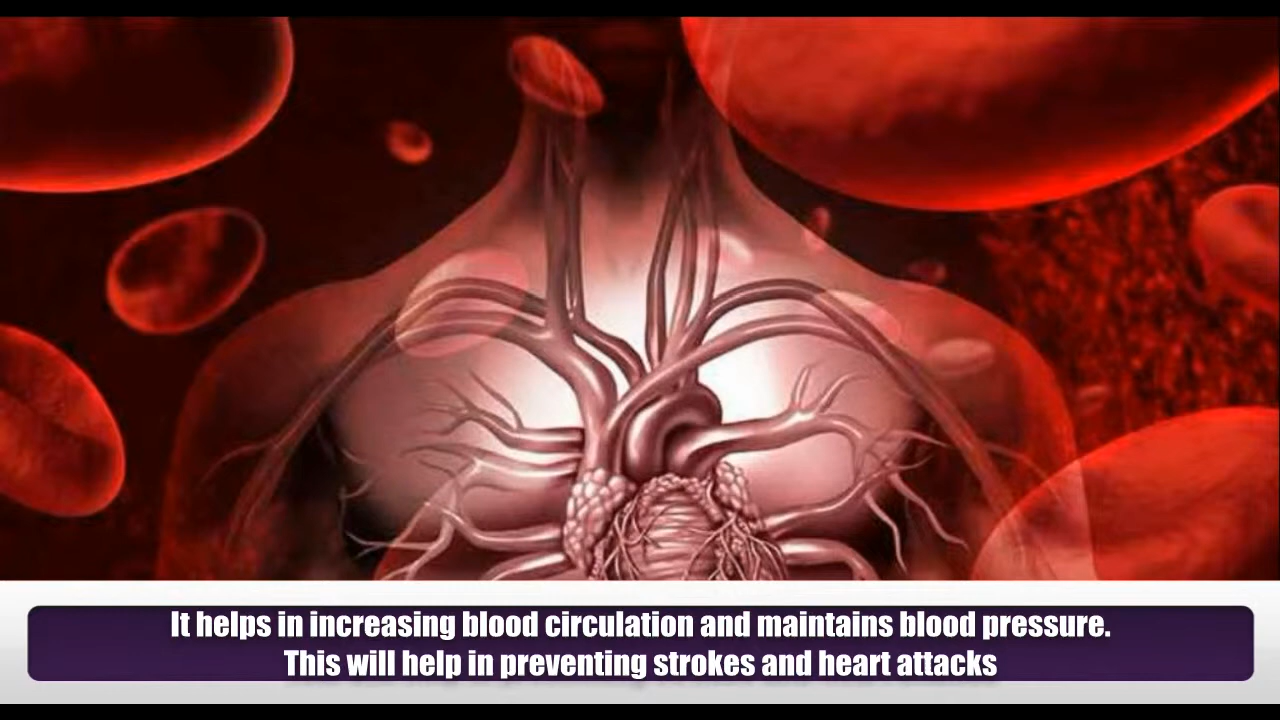 It helps in increasing blood circulation and maintains blood pressure.
This will help in preventing strokes and heart attacks